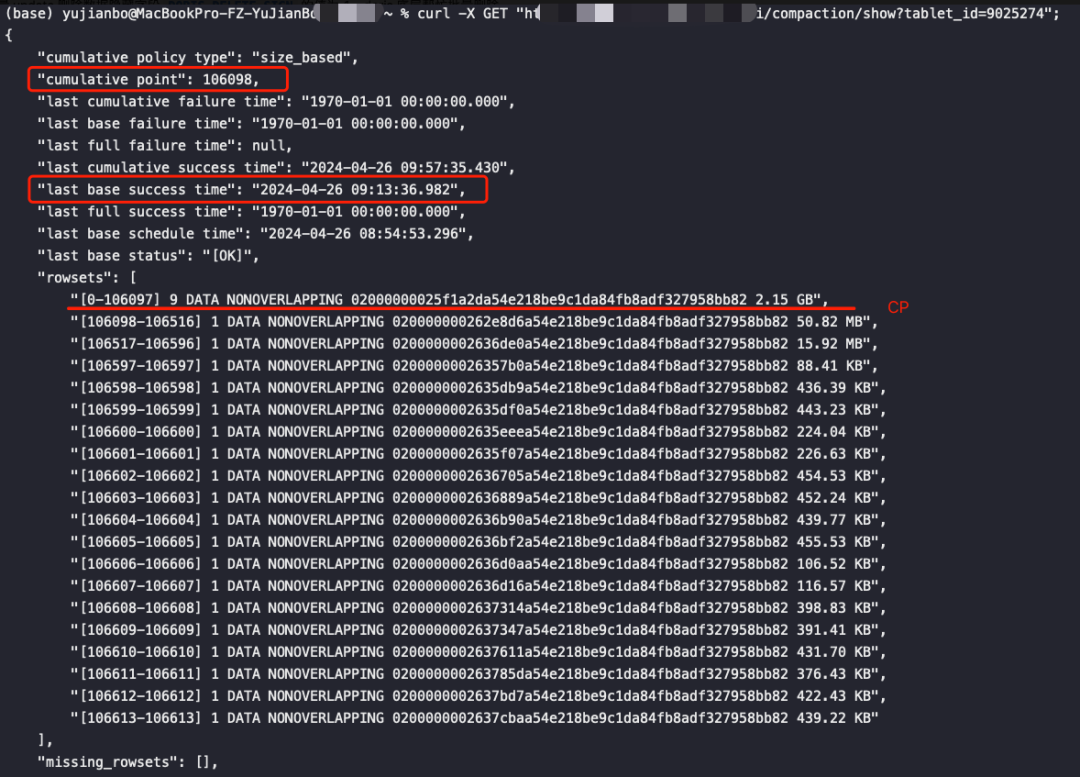 (base) yujianbo@MacBookPro-FZ-YuJianBo ~ % curl -X GET "ht i/compaction/show?tablet_id=9025274";
{
"cumulative policy type": "size_based",
"cumulative point": 106098,
"last cumulative failure time": "1970-01-01 00:00:00.000",
"last base failure time": "1970-01-01 00:00:00.000",
"last full failure time": null,
"last cumulative success time": "2024-04-26 09:57:35.430",
"last base success time": "2024-04-26 09:13:36.982",
"last full success time": "1970-01-01 00:00:00.000",
"last base schedule time": "2024-04-26 08:54:53.296",
"last base status": "[OK]",
"rowsets": [
"[0-106097] 9 DATA NONOVERLAPPING 02000000025f1a2da54e218be9c1da84fb8adf327958bb82 2.15 GB",
CP
"[106098-106516] 1 DATA NONOVERLAPPING 020000000262e8d6a54e218be9c1da84fb8adf327958bb82 50.82 MB",
"[106517-106596] 1 DATA NONOVERLAPPING 0200000002636de0a54e218be9c1da84fb8adf327958bb82 15.92 MB",
"[106597-106597] 1 DATA NONOVERLAPPING 02000000026357b0a54e218be9c1da84fb8adf327958bb82 88.41 KB",
"[106598-106598] 1 DATA NONOVERLAPPING 0200000002635db9a54e218be9c1da84fb8adf327958bb82 436.39 KB",
"[106599-106599] 1 DATA NONOVERLAPPING 0200000002635df0a54e218be9c1da84fb8adf327958bb82 443.23 KB",
"[106600-106600] 1 DATA NONOVERLAPPING 0200000002635eeea54e218be9c1da84fb8adf327958bb82 224.04 KB",
"[106601-106601] 1 DATA NONOVERLAPPING 0200000002635f07a54e218be9c1da84fb8adf327958bb82 226.63 KB",
"[106602-106602] 1 DATA NONOVERLAPPING 0200000002636705a54e218be9c1da84fb8adf327958bb82 454.53 KB",
"[106603-106603] 1 DATA NONOVERLAPPING 0200000002636889a54e218be9c1da84fb8adf327958bb82 452.24 KB",
"[106604-106604] 1 DATA NONOVERLAPPING 0200000002636b90a54e218be9c1da84fb8adf327958bb82 439.77 KB",
"[106605-106605] 1 DATA NONOVERLAPPING 0200000002636bf2a54e218be9c1da84fb8adf327958bb82 455.53 KB",
"[106606-106606] 1 DATA NONOVERLAPPING 0200000002636d0aa54e218be9c1da84fb8adf327958bb82 106.52 KB",
"[106607-106607] 1 DATA NONOVERLAPPING 0200000002636d16a54e218be9c1da84fb8adf327958bb82 116.57 KB",
"[106608-106608] 1 DATA NONOVERLAPPING 0200000002637314a54e218be9c1da84fb8adf327958bb82 398.83 KB",
"[106609-106609] 1 DATA NONOVERLAPPING 0200000002637347a54e218be9c1da84fb8adf327958bb82 391.41 KB",
"[106610-106610] 1 DATA NONOVERLAPPING 0200000002637611a54e218be9c1da84fb8adf327958bb82 431.70 KB",
"[106611-106611] 1 DATA NONOVERLAPPING 02000000026373785da54e218be9c1da84fb8adf327958bb82 376.43 KB",
"[106612-106612] 1 DATA NONOVERLAPPING 0200000002637bd7a54e218be9c1da84fb8adf327958bb82 422.43 KB",
"[106613-106613] 1 DATA NONOVERLAPPING 0200000002637cbaa54e218be9c1da84fb8adf327958bb82 439.22 KB"
],
"missing_rowsets": [],